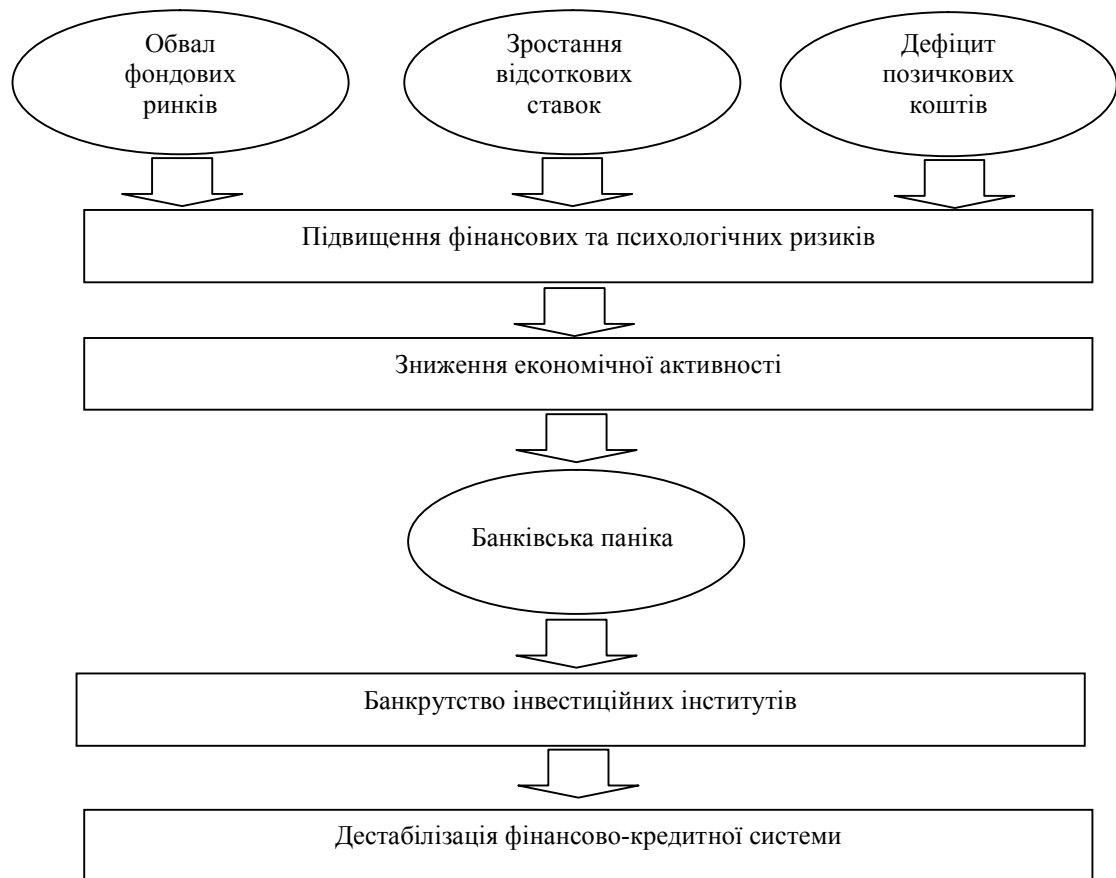 Обвал
фондових
ринків
Зростання
відсоткових
ставок
Дефіцит
позичкових
коштів
Підвищення фінансових та психологічних ризиків
Зниження економічної активності
Банківська паніка
Банкрутство інвестиційних інститутів
Дестабілізація фінансово-кредитної системи